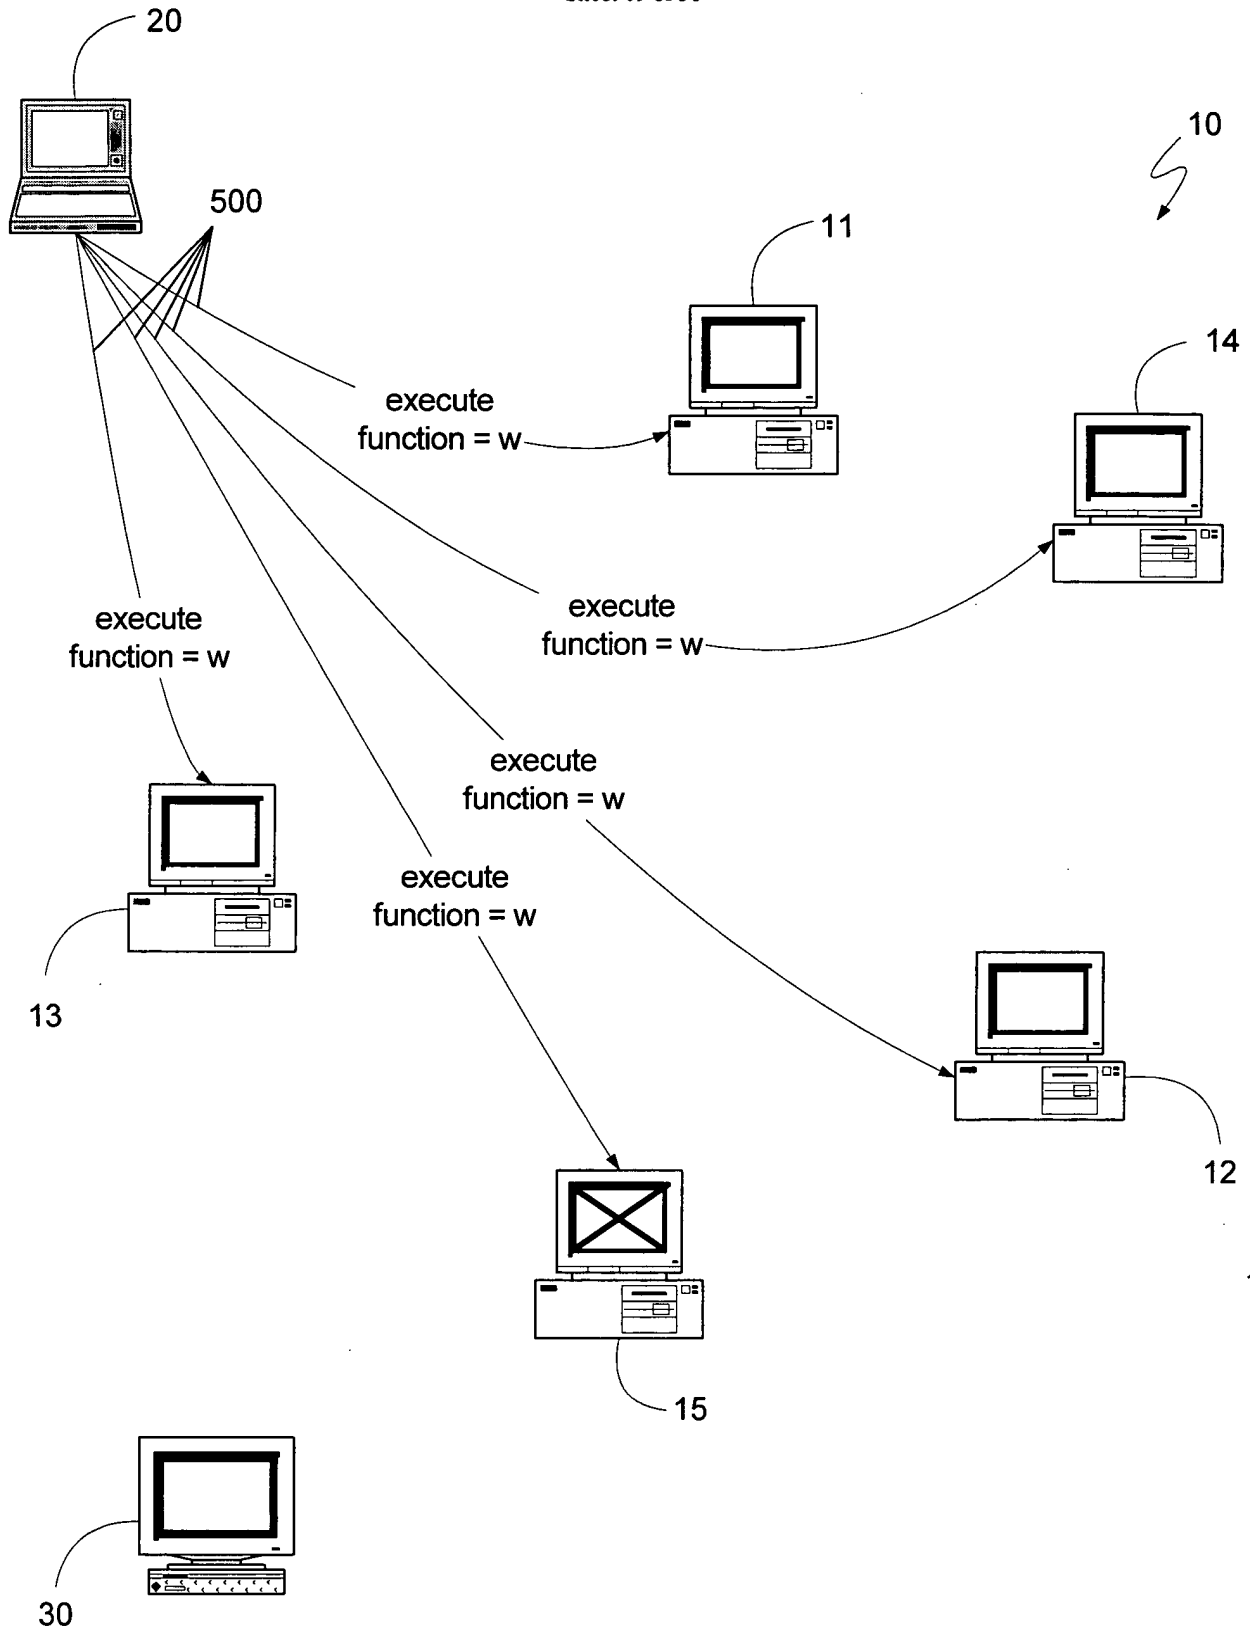 20
10
500
11
14
execute
function = w
execute
function = w
execute
function = w
execute
function = w
execute
function = w
13
12
15
30